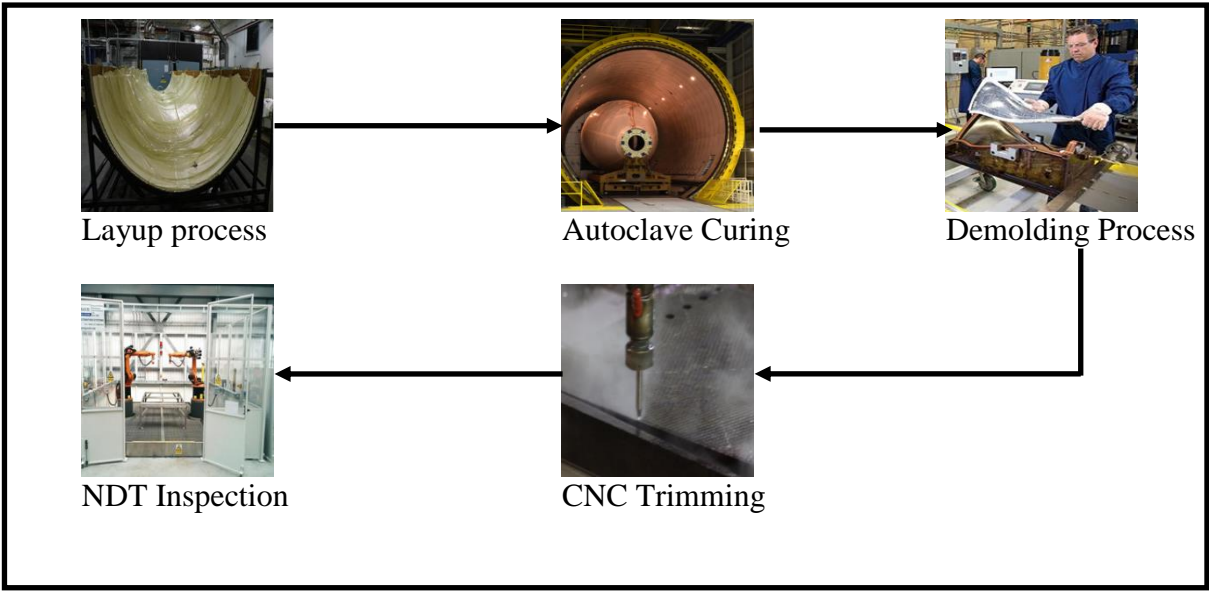 Layup process
Autoclave Curing
Demolding Process
NDT Inspection
CNC Trimming